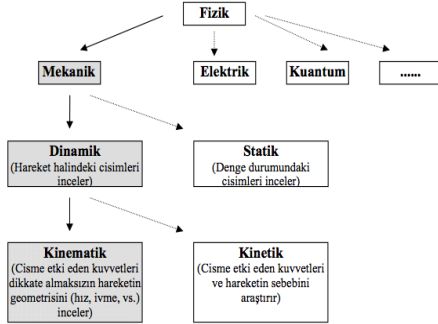 Fizik
Mekanik
Elektrik
Kuantum
......
Dinamik
(Hareket halindeki cisimleri
inceler)
Statik
(Denge durumundaki
cisimleri inceler)
Kinematik
(Cisme etki eden kuvvetleri
dikkate almaksızın hareketin
geometrisini (hız, ivme, vs.)
inceler)
Kinetik
(Cisme etki eden kuvvetleri
ve hareketin sebebini
araştırır)